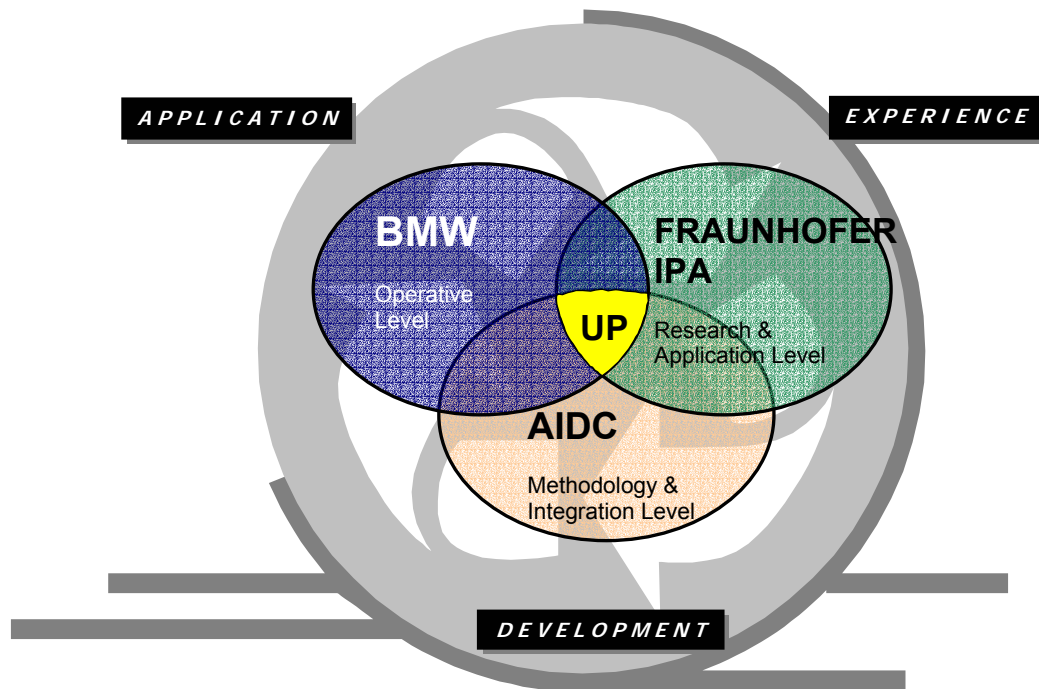 APPLICATION
EXPERIENCE
BMW
Operative
Level
FRAUNHOFER
IPA
Research &
Application Level
UP
AIDC
Methodology &
Integration Level
DEVELOPMENT